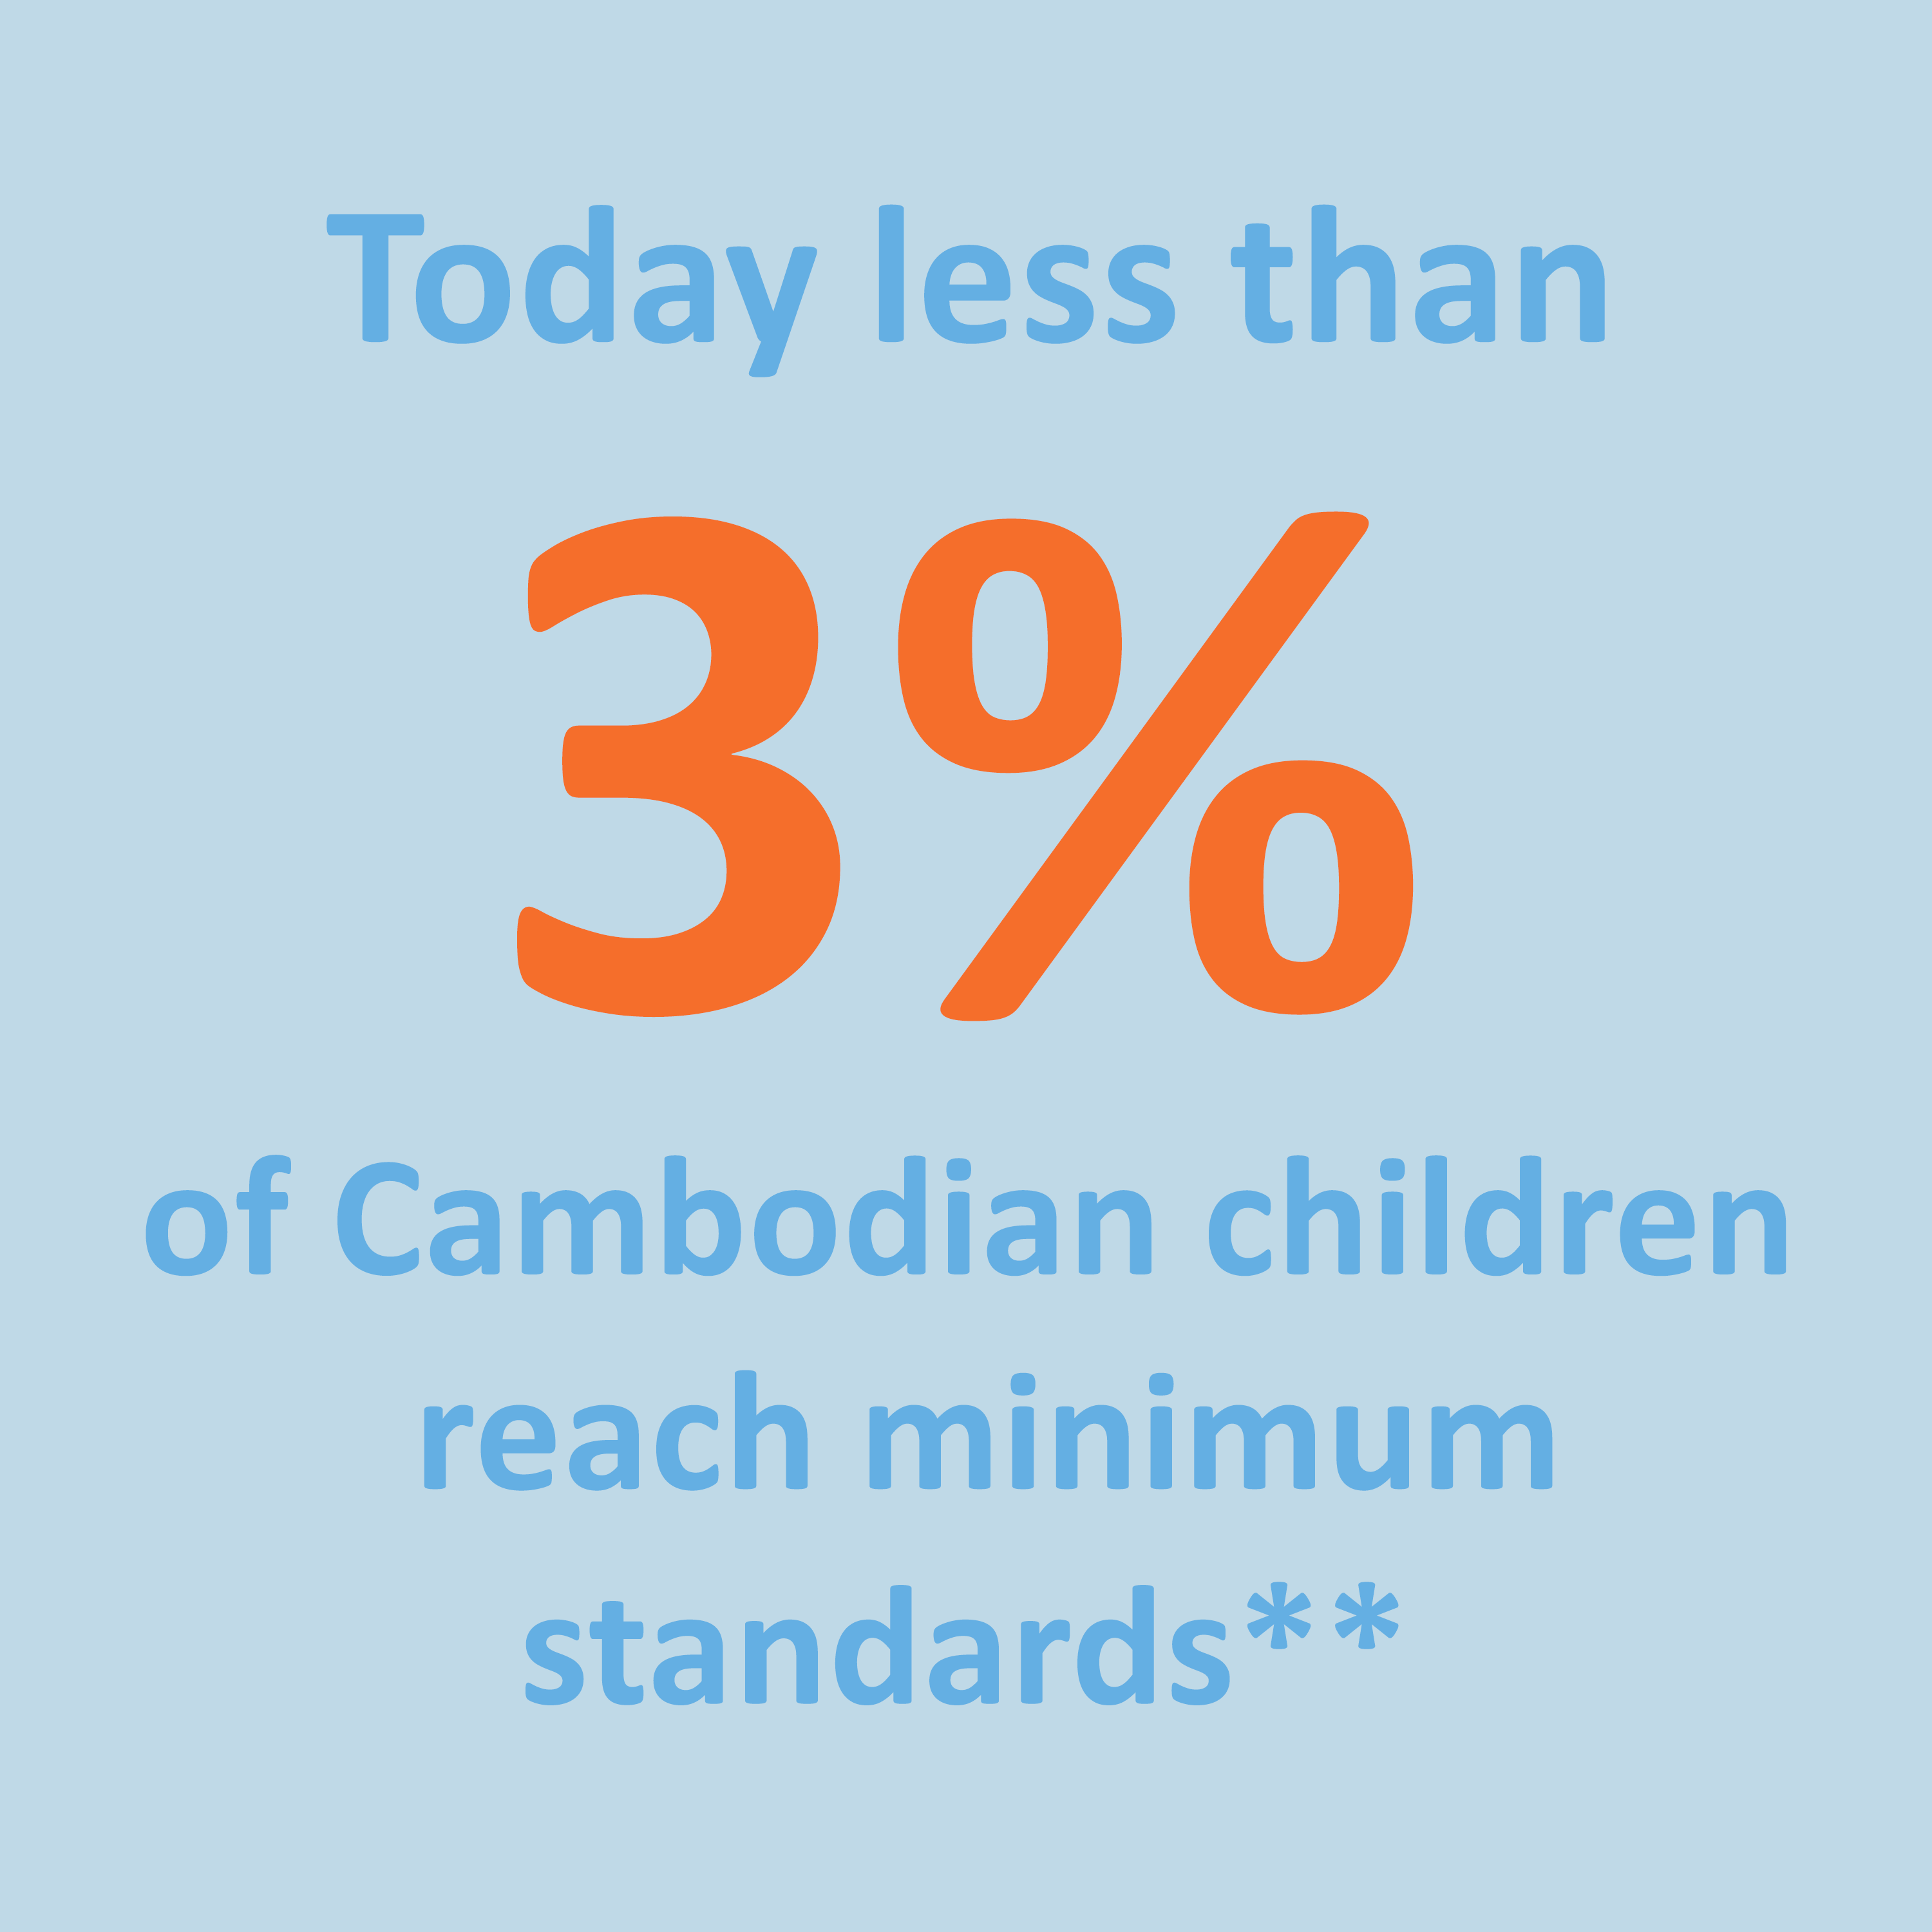 Today less than
3%
of Cambodian children
reach minimum
standards**